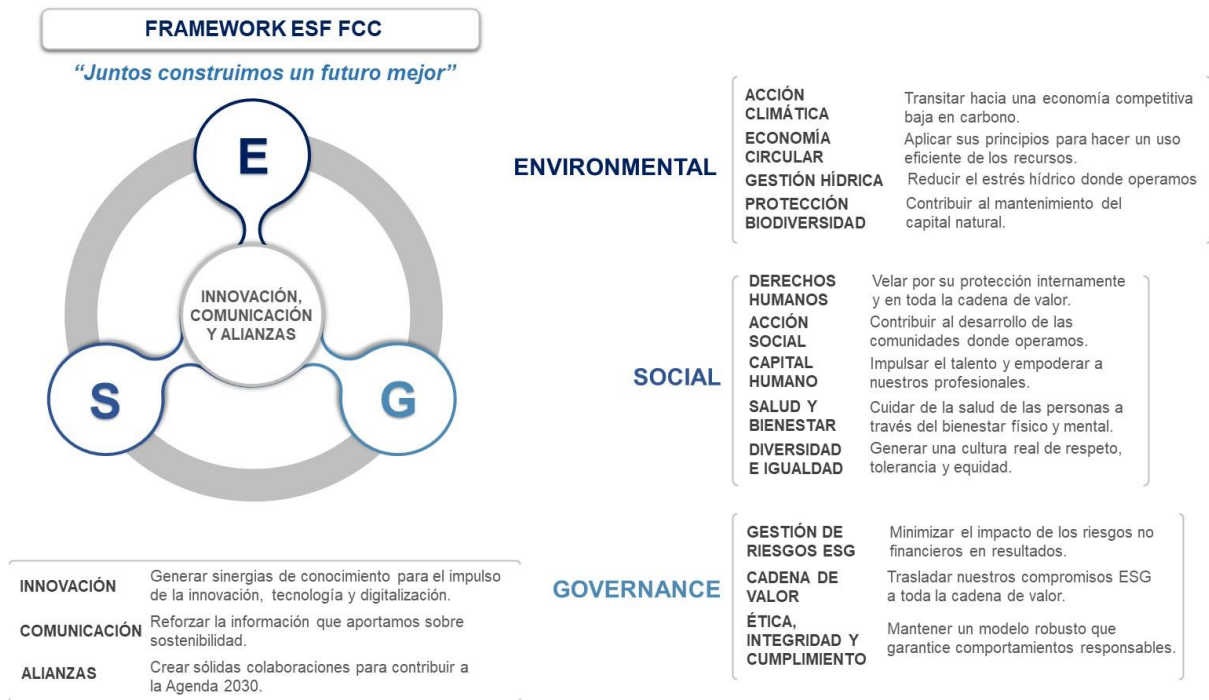 FRAMEWORK ESF FCC
“Juntos construimos un futuro mejor”
E
INNOVACIÓN,
COMUNICACIÓN
Y ALIANZAS
S
G
INNOVACIÓN
Generar sinergias de conocimiento para el impulso
de la innovación, tecnología y digitalización.
COMUNICACIÓN
Reforzar la información que aportamos sobre
sostenibilidad.
ALIANZAS
Crear sólidas colaboraciones para contribuir a
la Agenda 2030.
ENVIRONMENTAL
ACCIÓN
CLIMÁTICA
Transitar hacia una economía competitiva
baja en carbono.
ECONOMÍA
CIRCULAR
Aplicar sus principios para hacer un uso
eficiente de los recursos.
GESTIÓN HÍDRICA
Reducir el estrés hídrico donde operamos
PROTECCIÓN
BIODIVERSIDAD
Contribuir al mantenimiento del
capital natural.
SOCIAL
DERECHOS
HUMANOS
Velar por su protección internamente
y en toda la cadena de valor.
ACCIÓN
SOCIAL
Contribuir al desarrollo de las
comunidades donde operamos.
CAPITAL
HUMANO
Impulsar el talento y empoderar a
nuestros profesionales.
SALUD Y
BIENESTAR
Cuidar de la salud de las personas a
través del bienestar físico y mental.
DIVERSIDAD
E IGUALDAD
Generar una cultura real de respeto,
tolerancia y equidad.
GOVERNANCE
GESTIÓN DE
RIESGOS ESG
Minimizar el impacto de los riesgos no
financieros en resultados.
CADENA DE
VALOR
Trasladar nuestros compromisos ESG
a toda la cadena de valor.
ÉTICA,
INTEGRIDAD Y
CUMPLIMIENTO
Mantener un modelo robusto que
garantice comportamientos responsables.